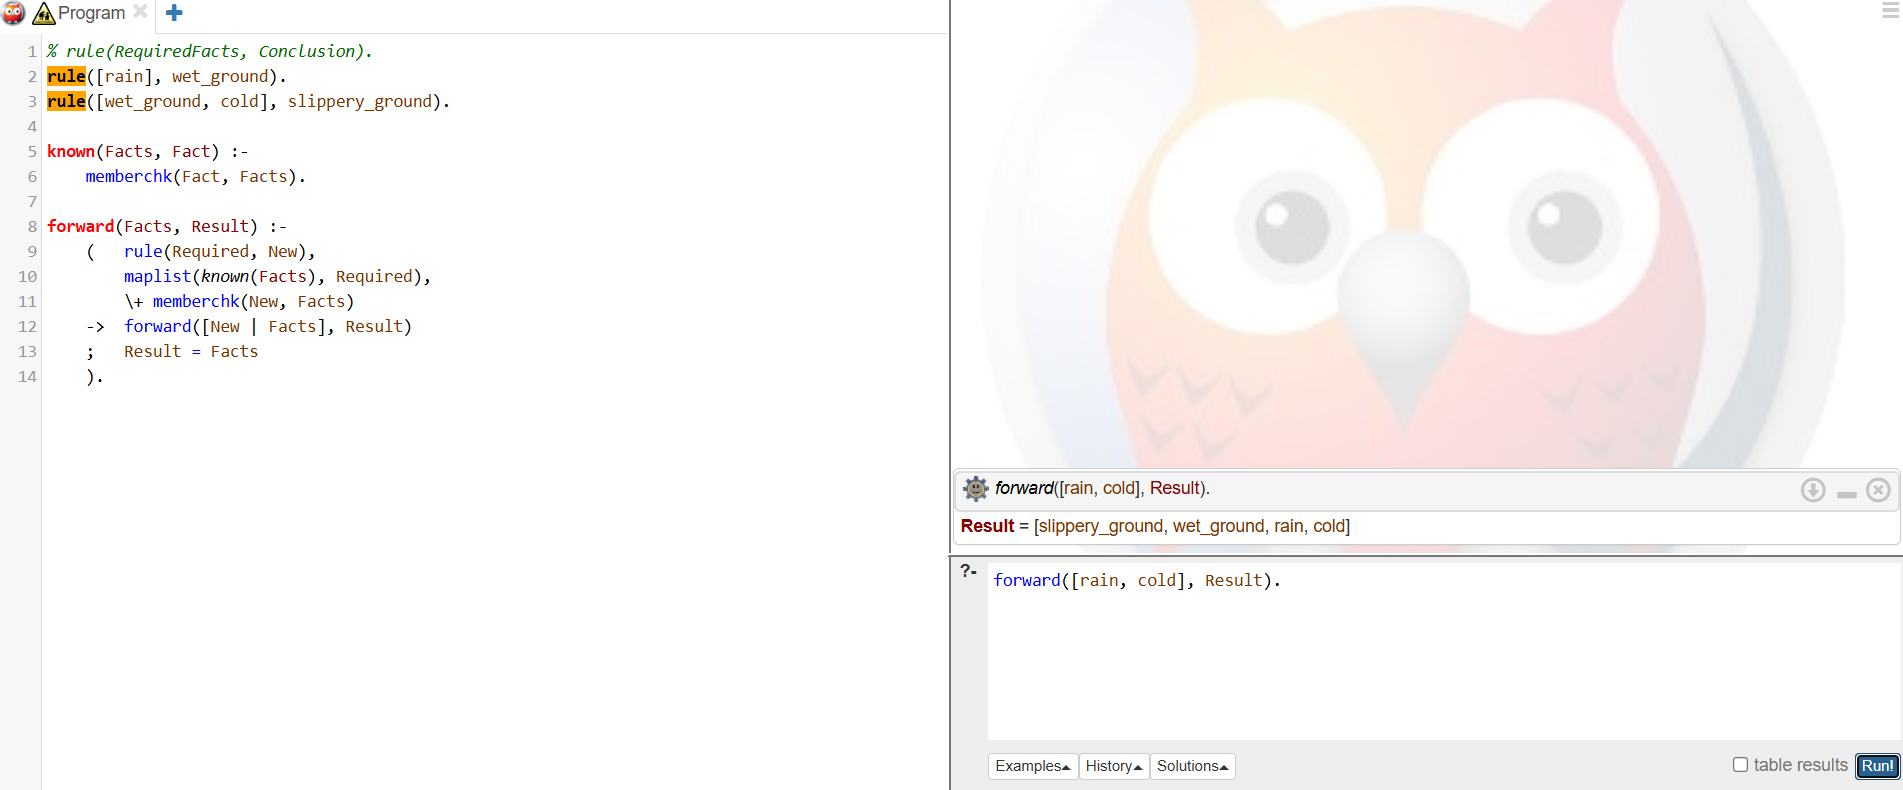 Program
1 % rule(RequiredFacts, Conclusion).
2 rule([rain], wet_ground).
3 rule([wet_ground, cold], slippery_ground).
4
5 known(Facts, Fact) :-
6     memberchk(Fact, Facts).
7
8 forward(Facts, Result) :-
9     (   rule(Required, New),
10         maplist(known(Facts), Required),
11         \+ memberchk(New, Facts)
12     ->  forward([New | Facts], Result)
13     ;   Result = Facts
14     ).
forward([rain, cold], Result).
Result = [slippery_ground, wet_ground, rain, cold]
?- forward([rain, cold], Result).
Examples History Solutions table results Run!